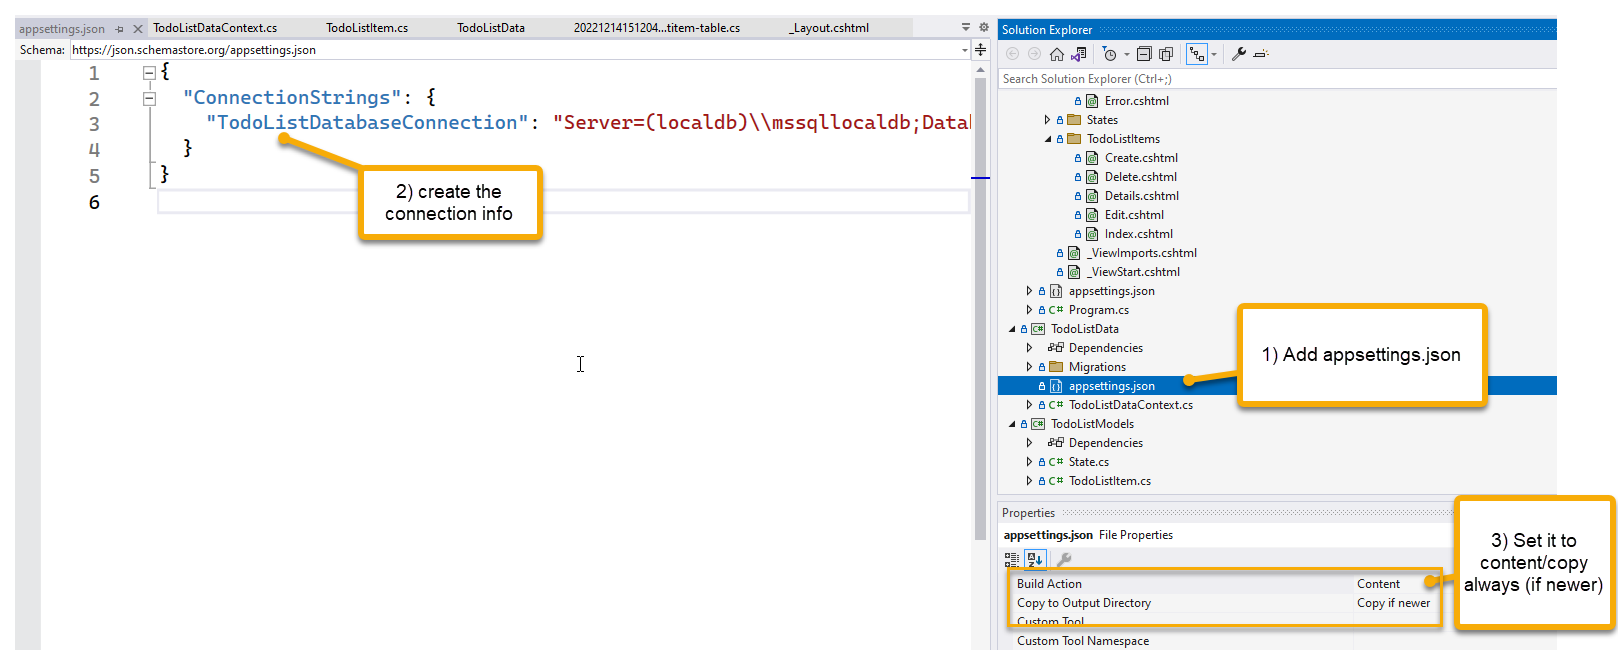 appsettings.json
TodoListDataContext.cs
TodoListItem.cs
TodoListData
20221214151204...titem-table.cs
_Layout.cshtml
Schema: https://json.schemastore.org/appsettings.json
1 {
2 "ConnectionStrings": {
3 "TodoListDatabaseConnection": "Server=(localdb)\\mssqllocaldb;Datab
4 }
5 }
6
2) create the
connection info
Solution Explorer
Search Solution Explorer (Ctrl+;)
Error.cshtml
States
TodoListItems
Create.cshtml
Delete.cshtml
Details.cshtml
Edit.cshtml
Index.cshtml
_ViewImports.cshtml
_ViewStart.cshtml
appsettings.json
C# Program.cs
C# TodoListData
Dependencies
Migrations
appsettings.json
C# TodoListDataContext.cs
C# TodoListModels
Dependencies
C# State.cs
C# TodoListItem.cs
1) Add appsettings.json
Properties
appsettings.json File Properties
Build Action Content
Copy to Output Directory Copy if newer
Custom Tool
Custom Tool Namespace
3) Set it to
content/copy
always (if newer)